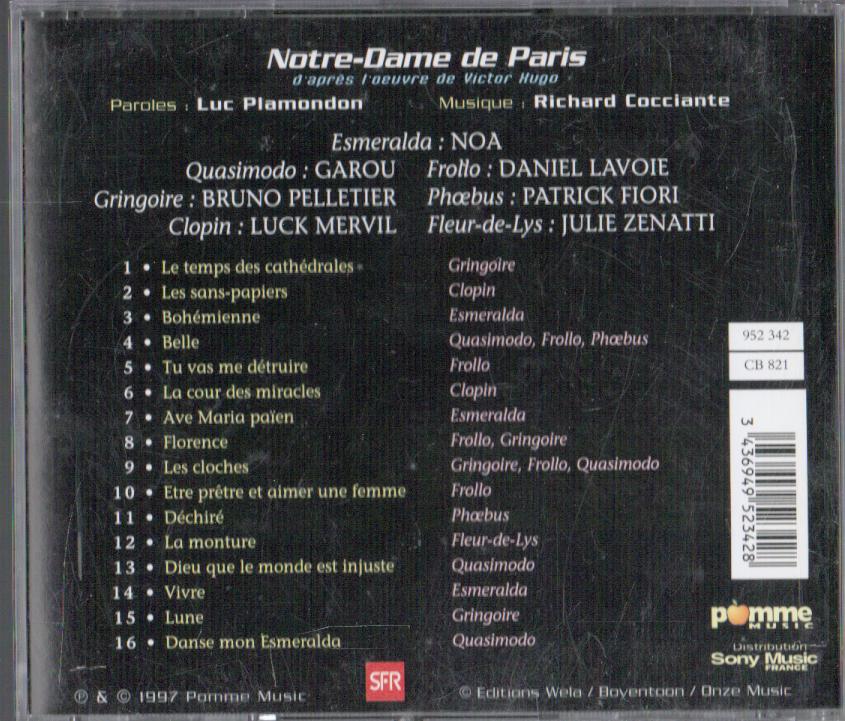 Notre-Dame de Paris
d'après l'oeuvre de Victor Hugo
Paroles : Luc Plamondon Musique : Richard Cocciante
Esmeralda : NOA
Quasimodo : GAROU Frollo : DANIEL LAVOIE
Gringoire : BRUNO PELLETIER Phœbus : PATRICK FIORI
Clopin : LUCK MERVIL Fleur-de-Lys : JULIE ZENATTI
1 • Le temps des cathédrales Gringoire
2 • Les sans-papiers Clopin
3 • Bohémienne Esmeralda
4 • Belle Quasimodo, Frollo, Phœbus
5 • Tu vas me détruire Frollo
6 • La cour des miracles Clopin
7 • Ave Maria païen Esmeralda
8 • Florence Frollo, Gringoire
9 • Les cloches Gringoire, Frollo, Quasimodo
10 • Etre prêtre et aimer une femme Frollo
11 • Déchiré Phœbus
12 • La monture Fleur-de-Lys
13 • Dieu que le monde est injuste Quasimodo
14 • Vivre Esmeralda
15 • Lune Gringoire
16 • Danse mon Esmeralda Quasimodo
952 342
CB 821
3 436949 523428
pomme
MUSIC
Distribution
Sony Music
FRANCE
℗ & © 1997 Pomme Music
SFR
© Editions Wela / Boventoon / Onze Music